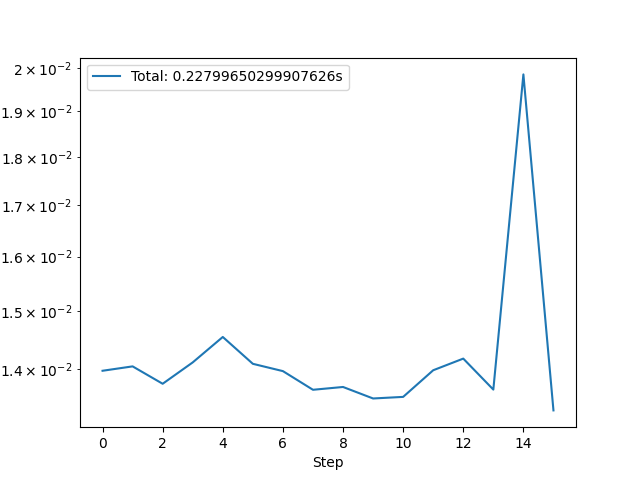 Total: 0.22799650299907626s
2 × 10⁻²
1.9 × 10⁻²
1.8 × 10⁻²
1.7 × 10⁻²
1.6 × 10⁻²
1.5 × 10⁻²
1.4 × 10⁻²
0 2 4 6 8 10 12 14
Step